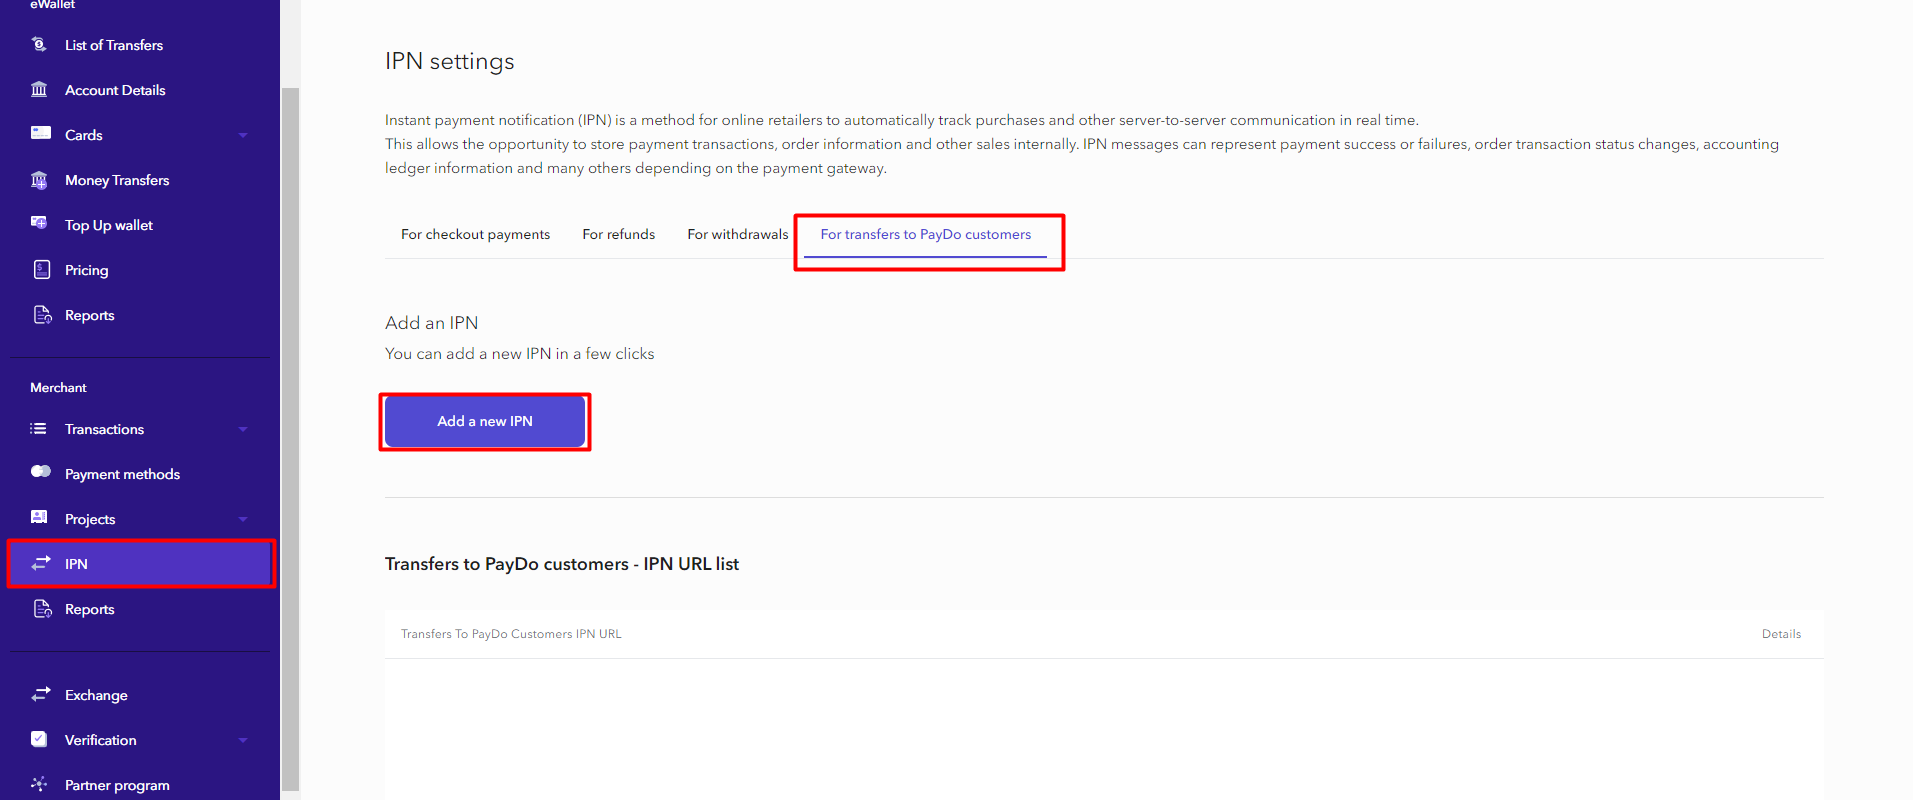 eWallet
List of Transfers
Account Details
Cards
Money Transfers
Top Up wallet
Pricing
Reports
Merchant
Transactions
Payment methods
Projects
IPN
Reports
Exchange
Verification
Partner program
IPN settings
Instant payment notification (IPN) is a method for online retailers to automatically track purchases and other server-to-server communication in real time.
This allows the opportunity to store payment transactions, order information and other sales internally. IPN messages can represent payment success or failures, order transaction status changes, accounting
ledger information and many others depending on the payment gateway.
For checkout payments For refunds For withdrawals For transfers to PayDo customers
Add an IPN
You can add a new IPN in a few clicks
Add a new IPN
Transfers to PayDo customers - IPN URL list
Transfers To PayDo Customers IPN URL Details